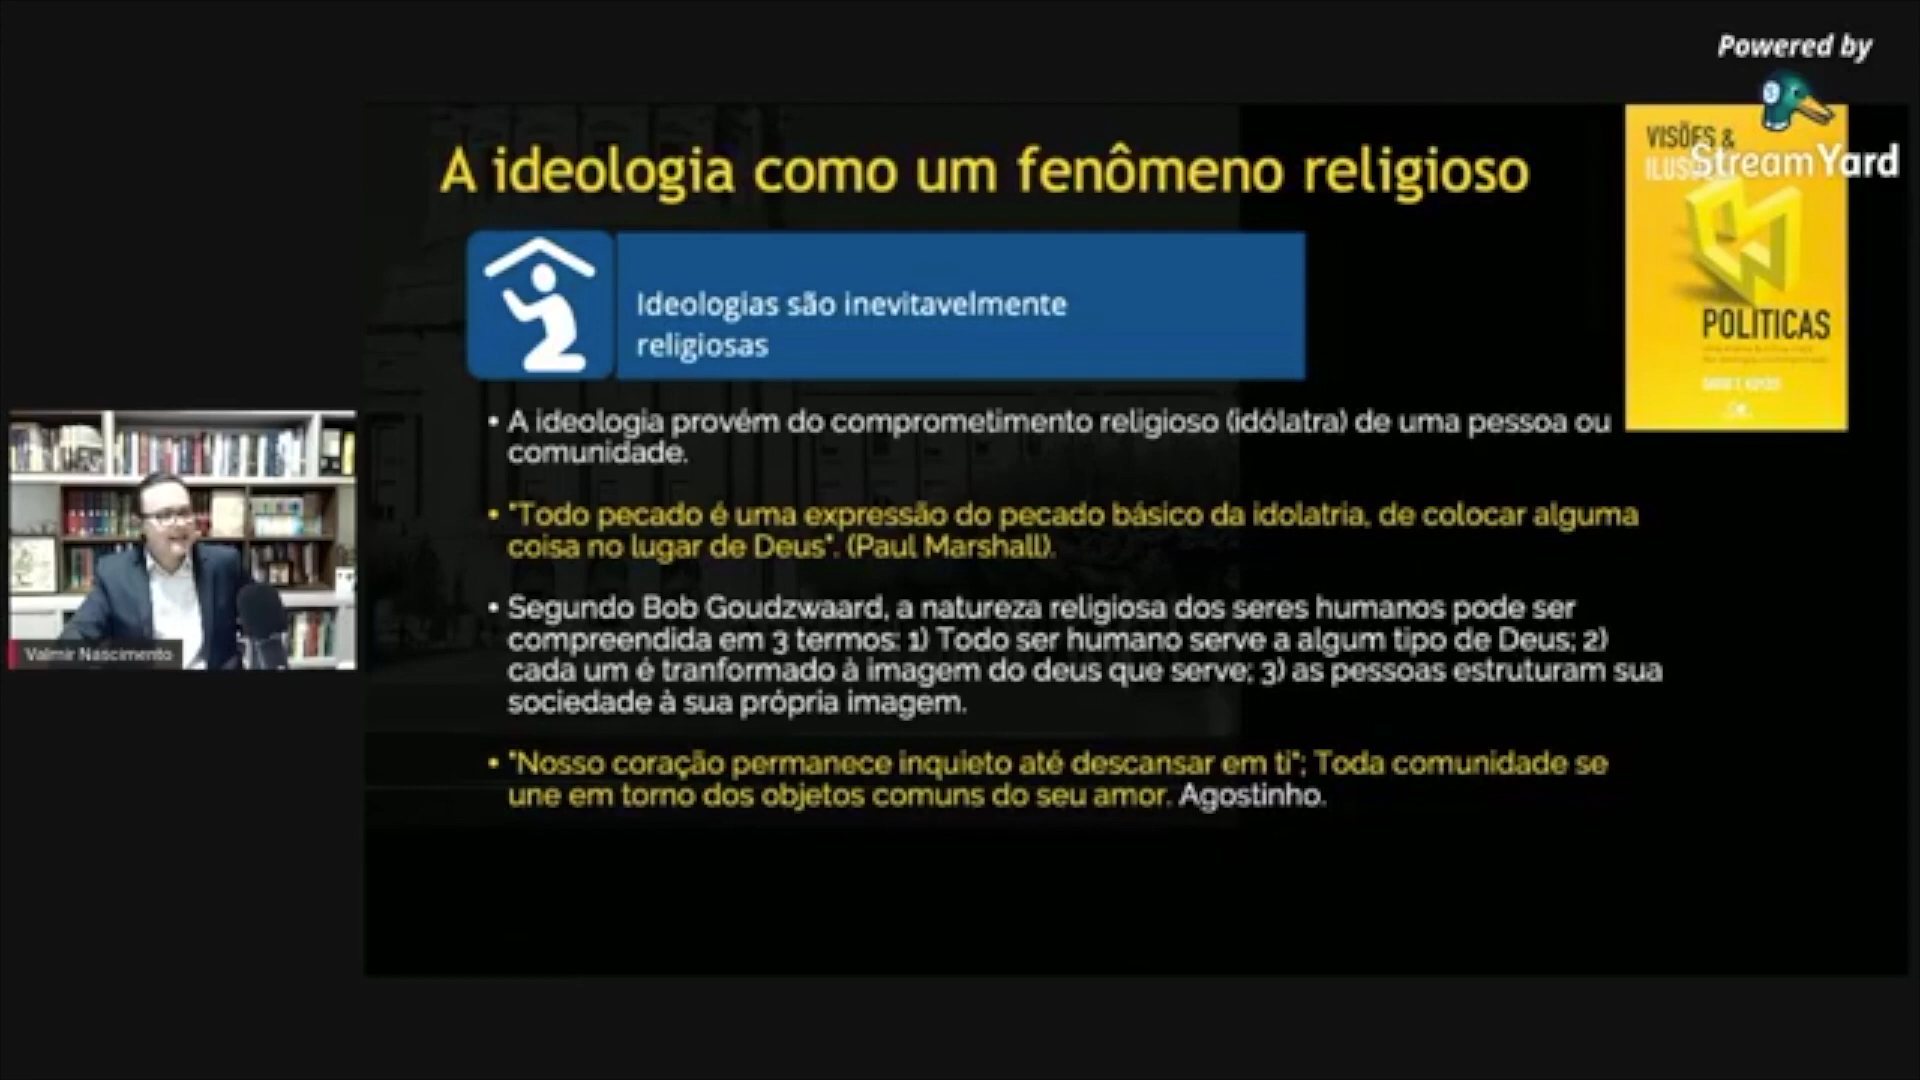 Powered by
StreamYard
A ideologia como um fenômeno religioso
VISÕES &
POLÍTICAS
Ideologias são inevitavelmente
religiosas
• A ideologia provém do comprometimento religioso (idólatra) de uma pessoa ou
comunidade.
• "Todo pecado é uma expressão do pecado básico da idolatria, de colocar alguma
coisa no lugar de Deus". (Paul Marshall).
• Segundo Bob Goudzwaard, a natureza religiosa dos seres humanos pode ser
compreendida em 3 termos: 1) Todo ser humano serve a algum tipo de Deus; 2)
cada um é tranformado à imagem do deus que serve; 3) as pessoas estruturam sua
sociedade à sua própria imagem.
• "Nosso coração permanece inquieto até descansar em ti"; Toda comunidade se
une em torno dos objetos comuns do seu amor. Agostinho.
Valmir Nascimento